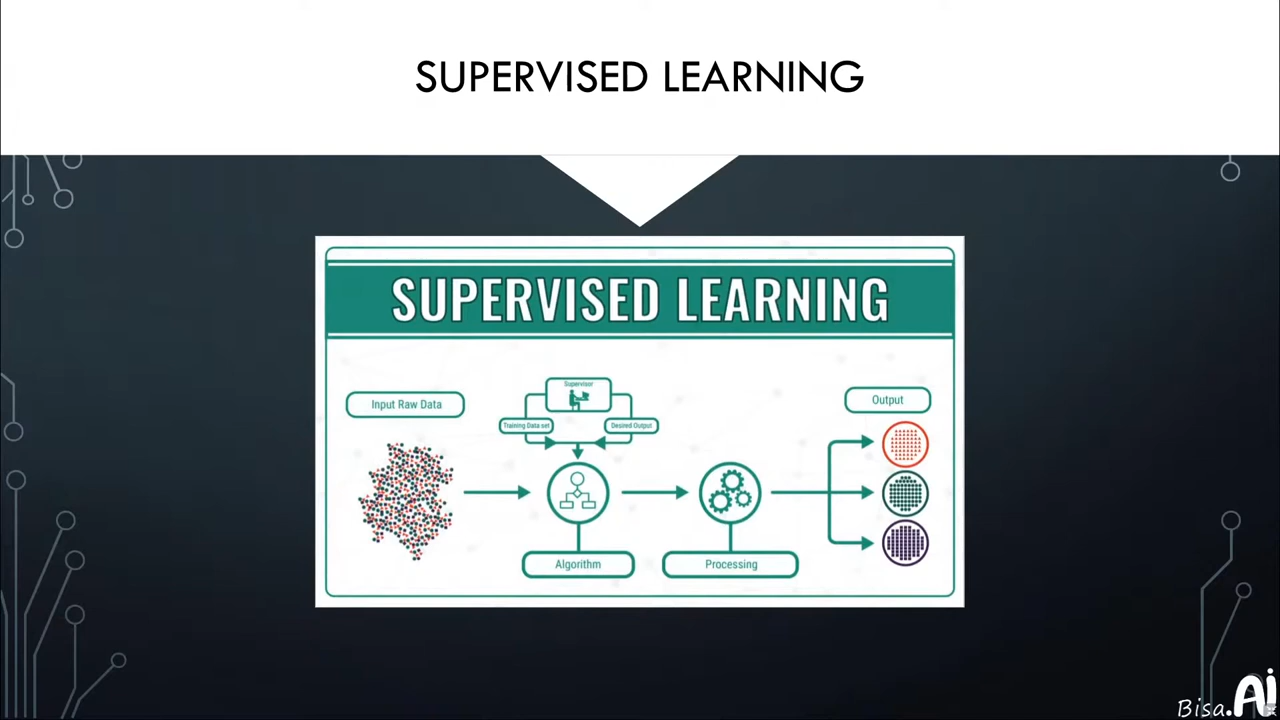 SUPERVISED LEARNING
SUPERVISED LEARNING
Input Raw Data
Supervisor
Training Data set
Desired Output
Output
Algorithm
Processing
Bisa.Ai